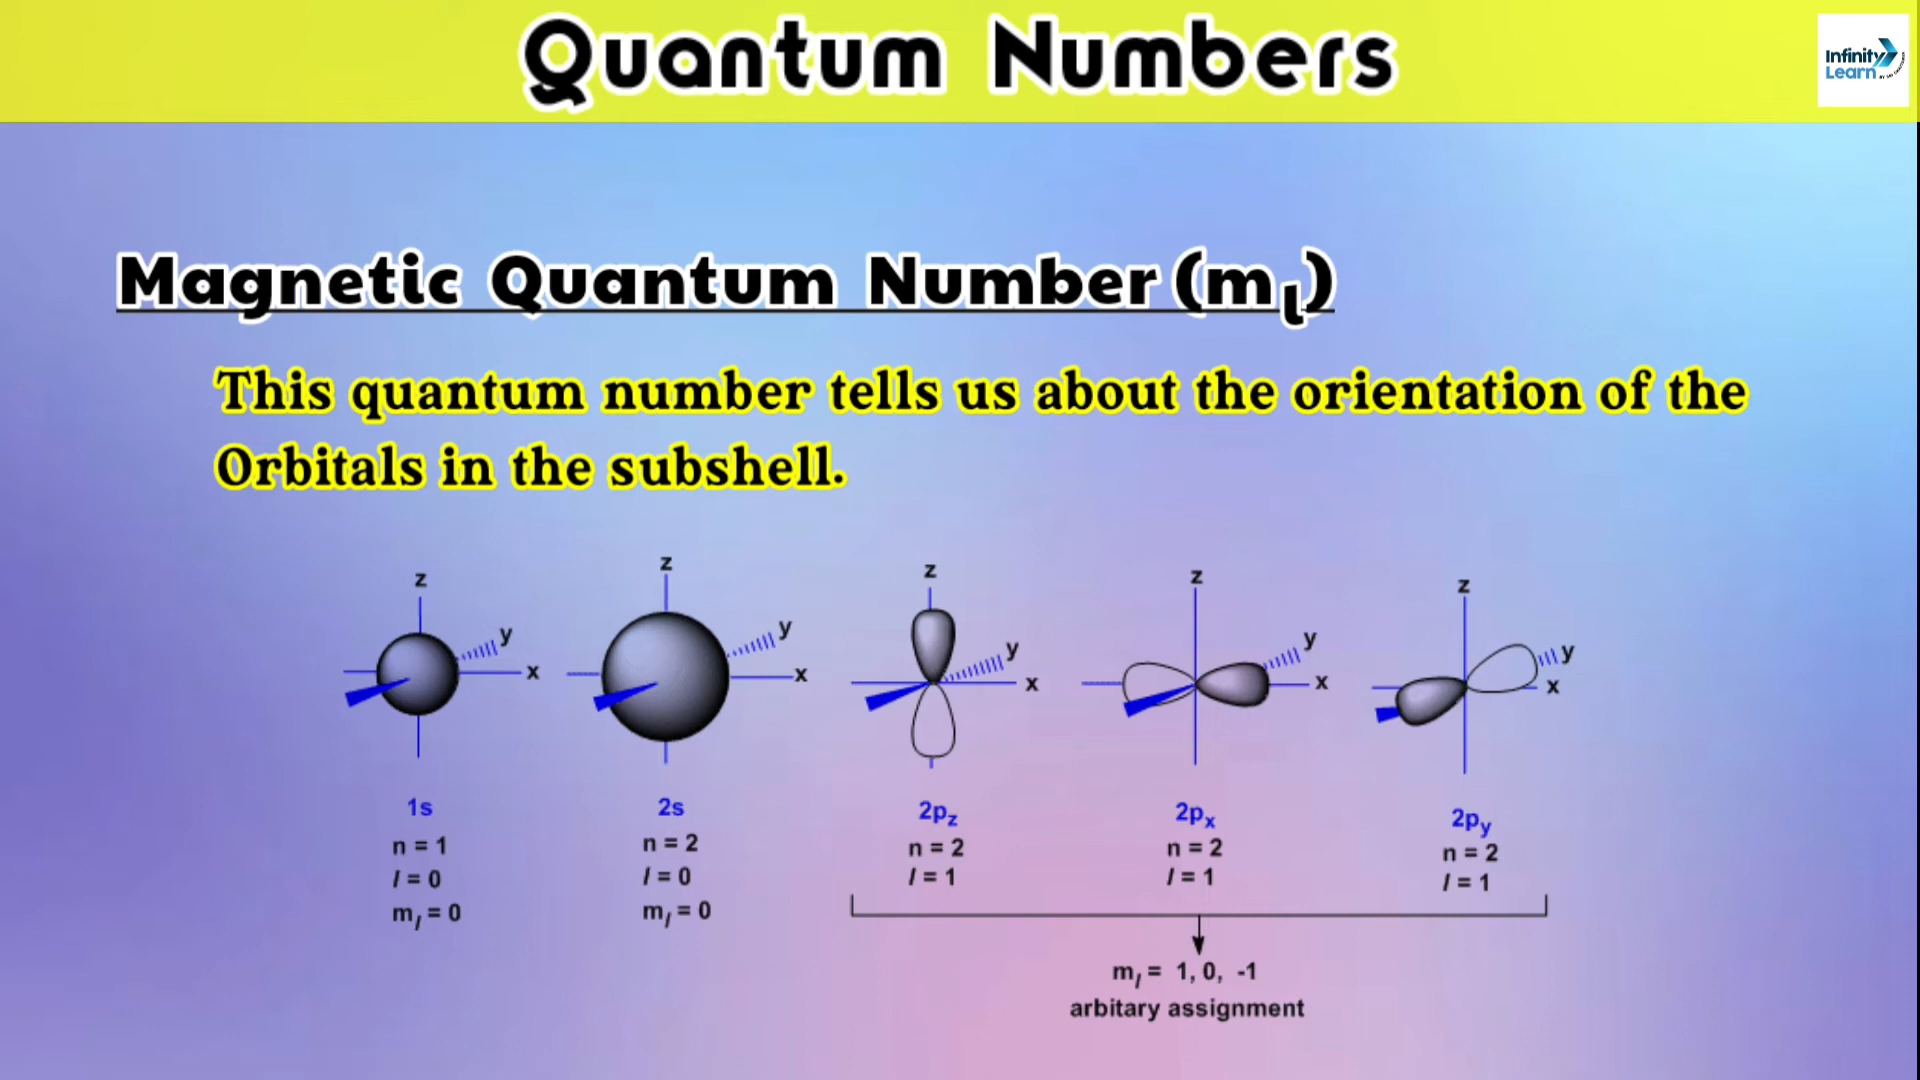 Quantum Numbers
Infinity
Learn
Magnetic Quantum Number (ml)
This quantum number tells us about the orientation of the
Orbitals in the subshell.
z
y
x
z
y
x
z
y
x
z
y
x
z
y
x
1s
n = 1
l = 0
ml = 0
2s
n = 2
l = 0
ml = 0
2pz
n = 2
l = 1
2px
n = 2
l = 1
2py
n = 2
l = 1
ml = 1, 0, -1
arbitary assignment